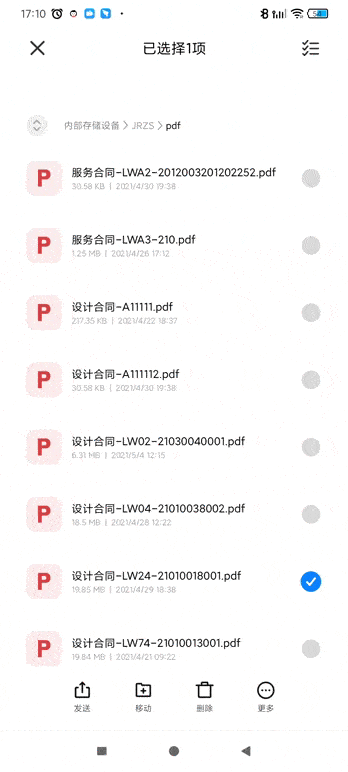 17:10
54
已选择1项
内部存储设备 > JRZS > pdf
服务合同-LWA2-2012003201202252.pdf
30.58 KB | 2021/4/30 19:38
服务合同-LWA3-210.pdf
1.25 MB | 2021/4/26 17:12
设计合同-A11111.pdf
217.35 KB | 2021/4/22 18:37
设计合同-A111112.pdf
30.58 KB | 2021/4/30 19:38
设计合同-LW02-21030040001.pdf
6.31 MB | 2021/5/4 12:15
设计合同-LW04-21010038002.pdf
18.5 MB | 2021/4/28 12:22
设计合同-LW24-21010018001.pdf
19.85 MB | 2021/4/29 18:38
设计合同-LW74-21010013001.pdf
19.84 MB | 2021/4/21 09:22
发送
移动
删除
更多